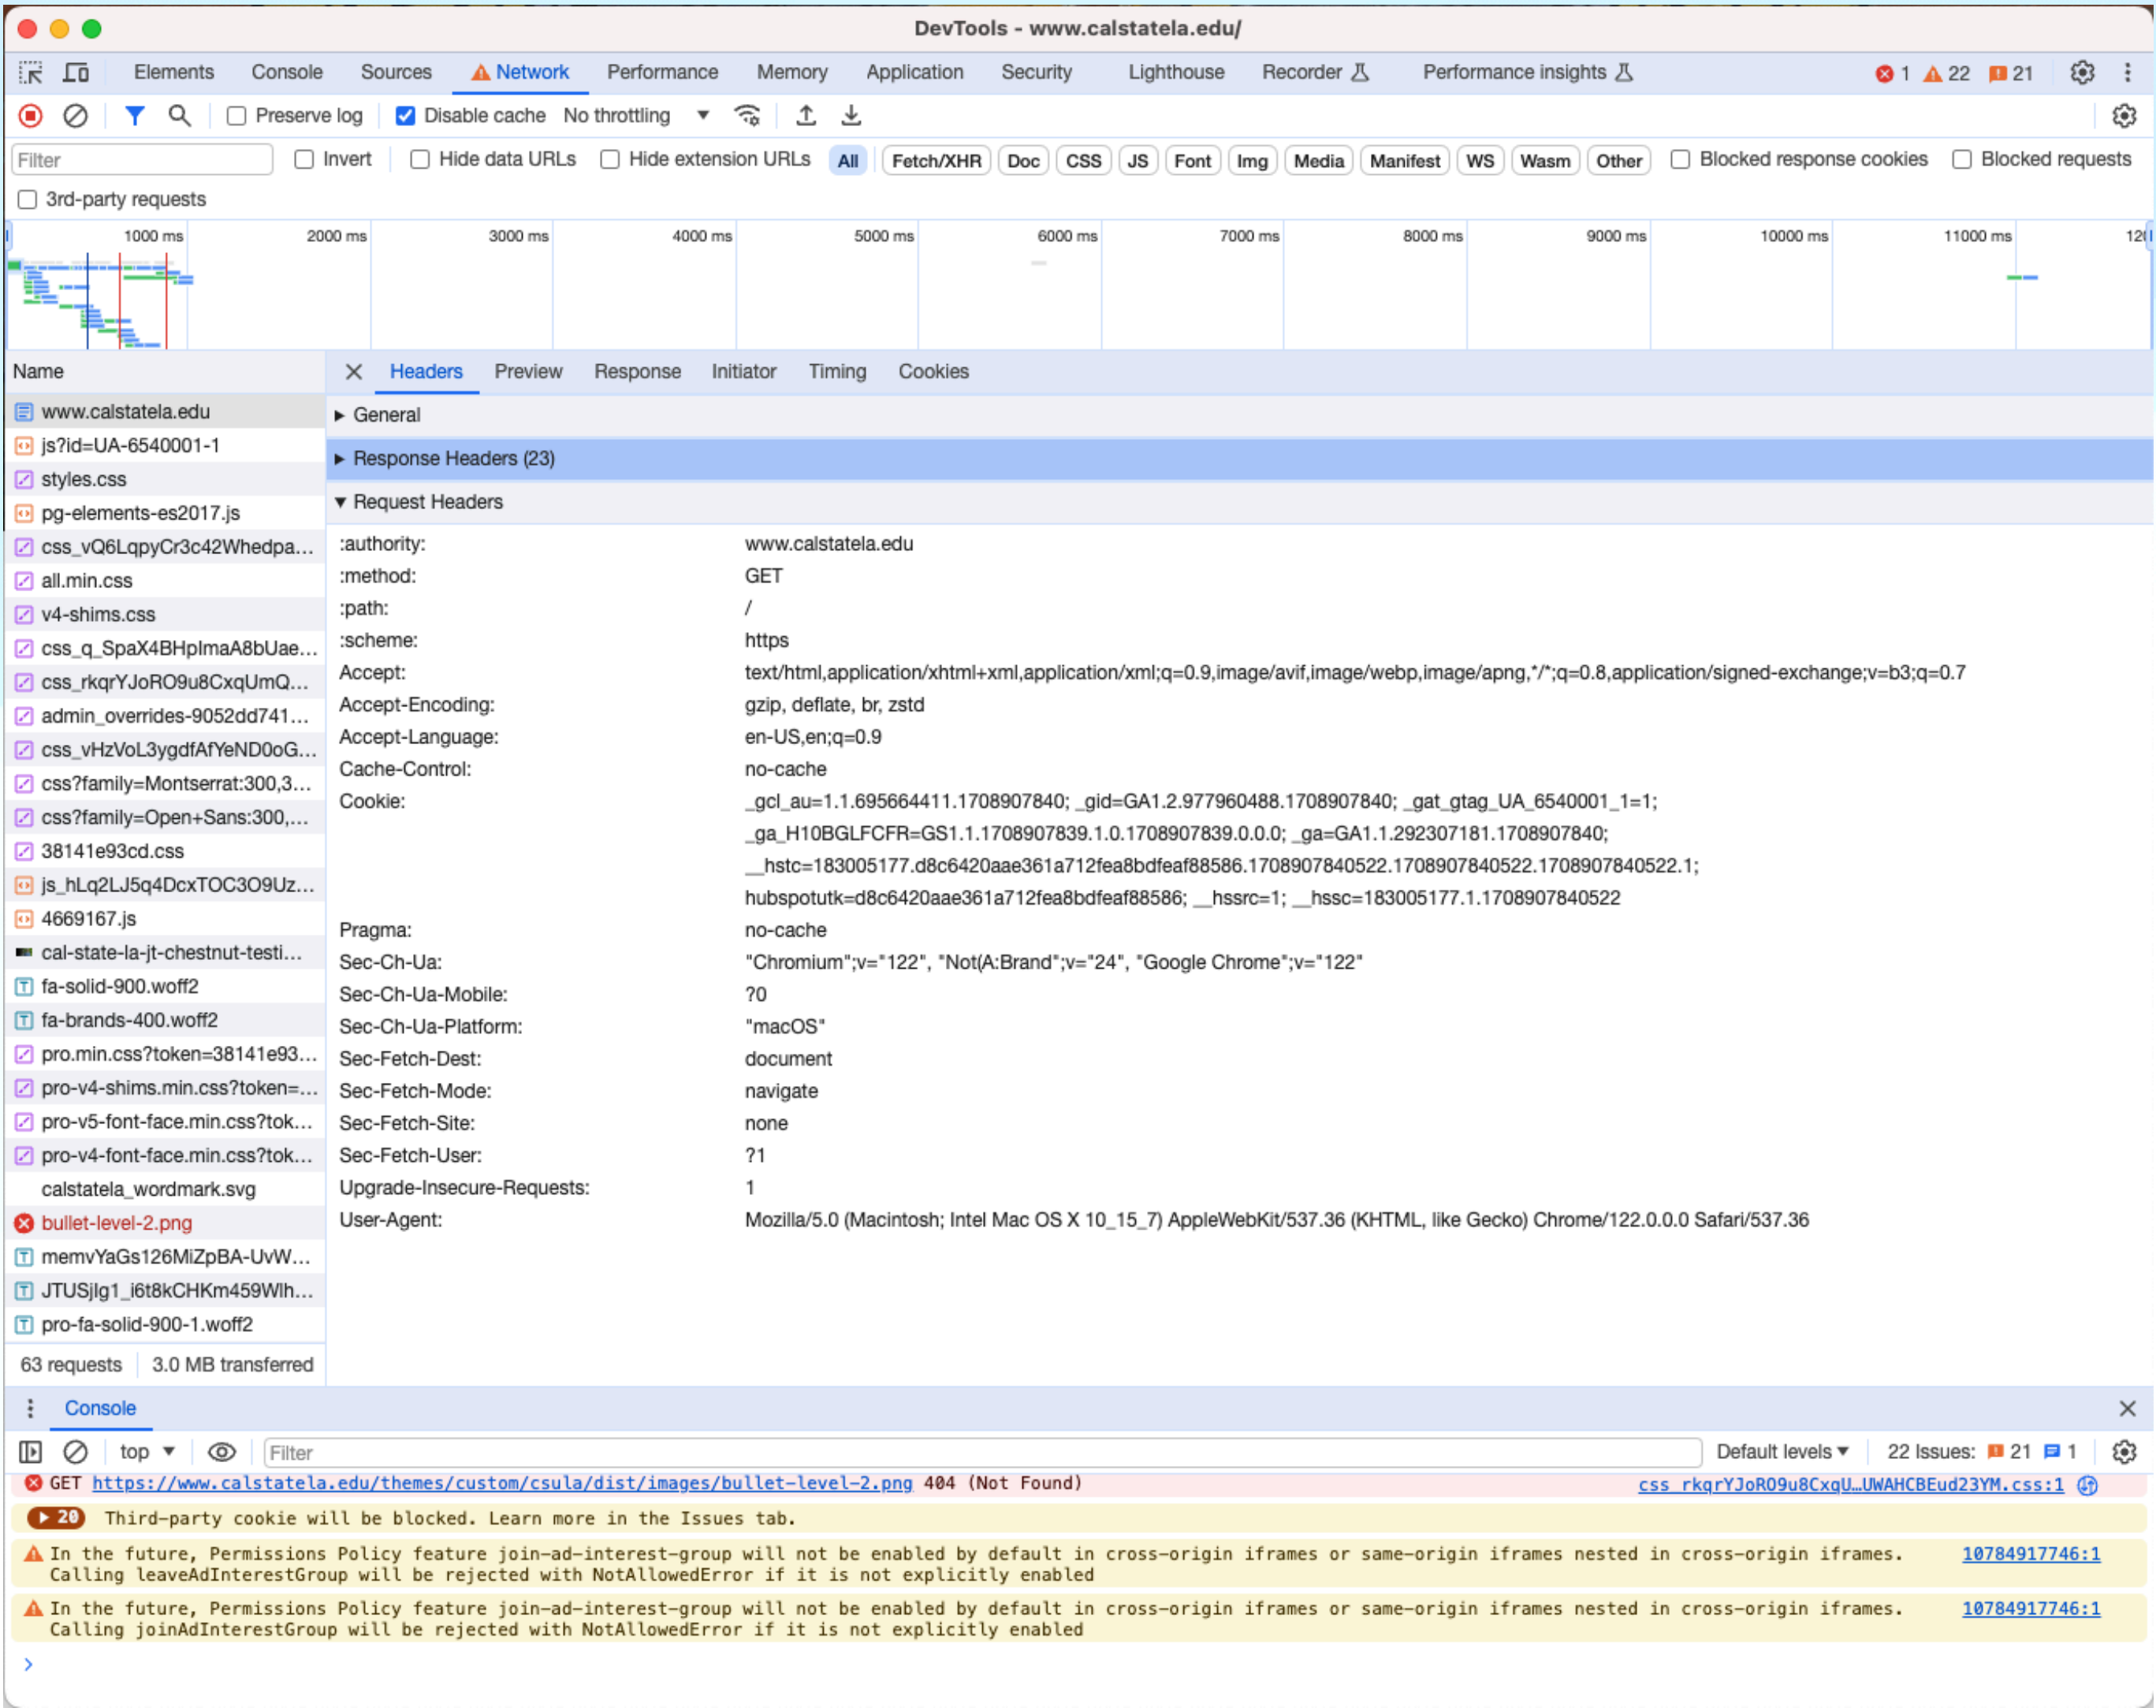 DevTools - www.calstatela.edu/
Elements Console Sources Network Performance Memory Application Security Lighthouse Recorder Performance insights 1 22 21
Preserve log Disable cache No throttling
Filter Invert Hide data URLs Hide extension URLs All Fetch/XHR Doc CSS JS Font Img Media Manifest WS Wasm Other Blocked response cookies Blocked requests
3rd-party requests
1000 ms 2000 ms 3000 ms 4000 ms 5000 ms 6000 ms 7000 ms 8000 ms 9000 ms 10000 ms 11000 ms
Name
www.calstatela.edu
js?id=UA-6540001-1
styles.css
pg-elements-es2017.js
css_vQ6LqpyCr3c42Whedpa...
all.min.css
v4-shims.css
css_q_SpaX4BHpImaA8bUae...
css_rkqrYJoRO9u8CxqUmQ...
admin_overrides-9052dd741...
css_vHzVoL3ygdfAfYeND0oG...
css?family=Montserrat:300,3...
css?family=Open+Sans:300,...
38141e93cd.css
js_hLq2LJ5q4DcxTOC3O9Uz...
4669167.js
cal-state-la-jt-chestnut-testi...
fa-solid-900.woff2
fa-brands-400.woff2
pro.min.css?token=38141e93...
pro-v4-shims.min.css?token=...
pro-v5-font-face.min.css?tok...
pro-v4-font-face.min.css?tok...
calstatela_wordmark.svg
bullet-level-2.png
memvYaGs126MiZpBA-UvW...
JTUSjIg1_i6t8kCHKm459Wlh...
pro-fa-solid-900-1.woff2
63 requests 3.0 MB transferred
Headers Preview Response Initiator Timing Cookies
General
Response Headers (23)
Request Headers
:authority: www.calstatela.edu
:method: GET
:path: /
:scheme: https
Accept: text/html,application/xhtml+xml,application/xml;q=0.9,image/avif,image/webp,image/apng,*/*;q=0.8,application/signed-exchange;v=b3;q=0.7
Accept-Encoding: gzip, deflate, br, zstd
Accept-Language: en-US,en;q=0.9
Cache-Control: no-cache
Cookie: _gcl_au=1.1.695664411.1708907840; _gid=GA1.2.977960488.1708907840; _gat_gtag_UA_6540001_1=1;
_ga_H10BGLFCFR=GS1.1.1708907839.1.0.1708907839.0.0.0; _ga=GA1.1.292307181.1708907840;
__hstc=183005177.d8c6420aae361a712fea8bdfeaf88586.1708907840522.1708907840522.1708907840522.1;
hubspotutk=d8c6420aae361a712fea8bdfeaf88586; __hssrc=1; __hssc=183005177.1.1708907840522
Pragma: no-cache
Sec-Ch-Ua: "Chromium";v="122", "Not(A:Brand";v="24", "Google Chrome";v="122"
Sec-Ch-Ua-Mobile: ?0
Sec-Ch-Ua-Platform: "macOS"
Sec-Fetch-Dest: document
Sec-Fetch-Mode: navigate
Sec-Fetch-Site: none
Sec-Fetch-User: ?1
Upgrade-Insecure-Requests: 1
User-Agent: Mozilla/5.0 (Macintosh; Intel Mac OS X 10_15_7) AppleWebKit/537.36 (KHTML, like Gecko) Chrome/122.0.0.0 Safari/537.36
Console
top Filter Default levels 22 Issues: 21 1
GET https://www.calstatela.edu/themes/custom/csula/dist/images/bullet-level-2.png 404 (Not Found) css_rkqrYJoRO9u8CxqU…UWAHCBEud23YM.css:1
20 Third-party cookie will be blocked. Learn more in the Issues tab.
In the future, Permissions Policy feature join-ad-interest-group will not be enabled by default in cross-origin iframes or same-origin iframes nested in cross-origin iframes. 10784917746:1
Calling leaveAdInterestGroup will be rejected with NotAllowedError if it is not explicitly enabled
In the future, Permissions Policy feature join-ad-interest-group will not be enabled by default in cross-origin iframes or same-origin iframes nested in cross-origin iframes. 10784917746:1
Calling joinAdInterestGroup will be rejected with NotAllowedError if it is not explicitly enabled